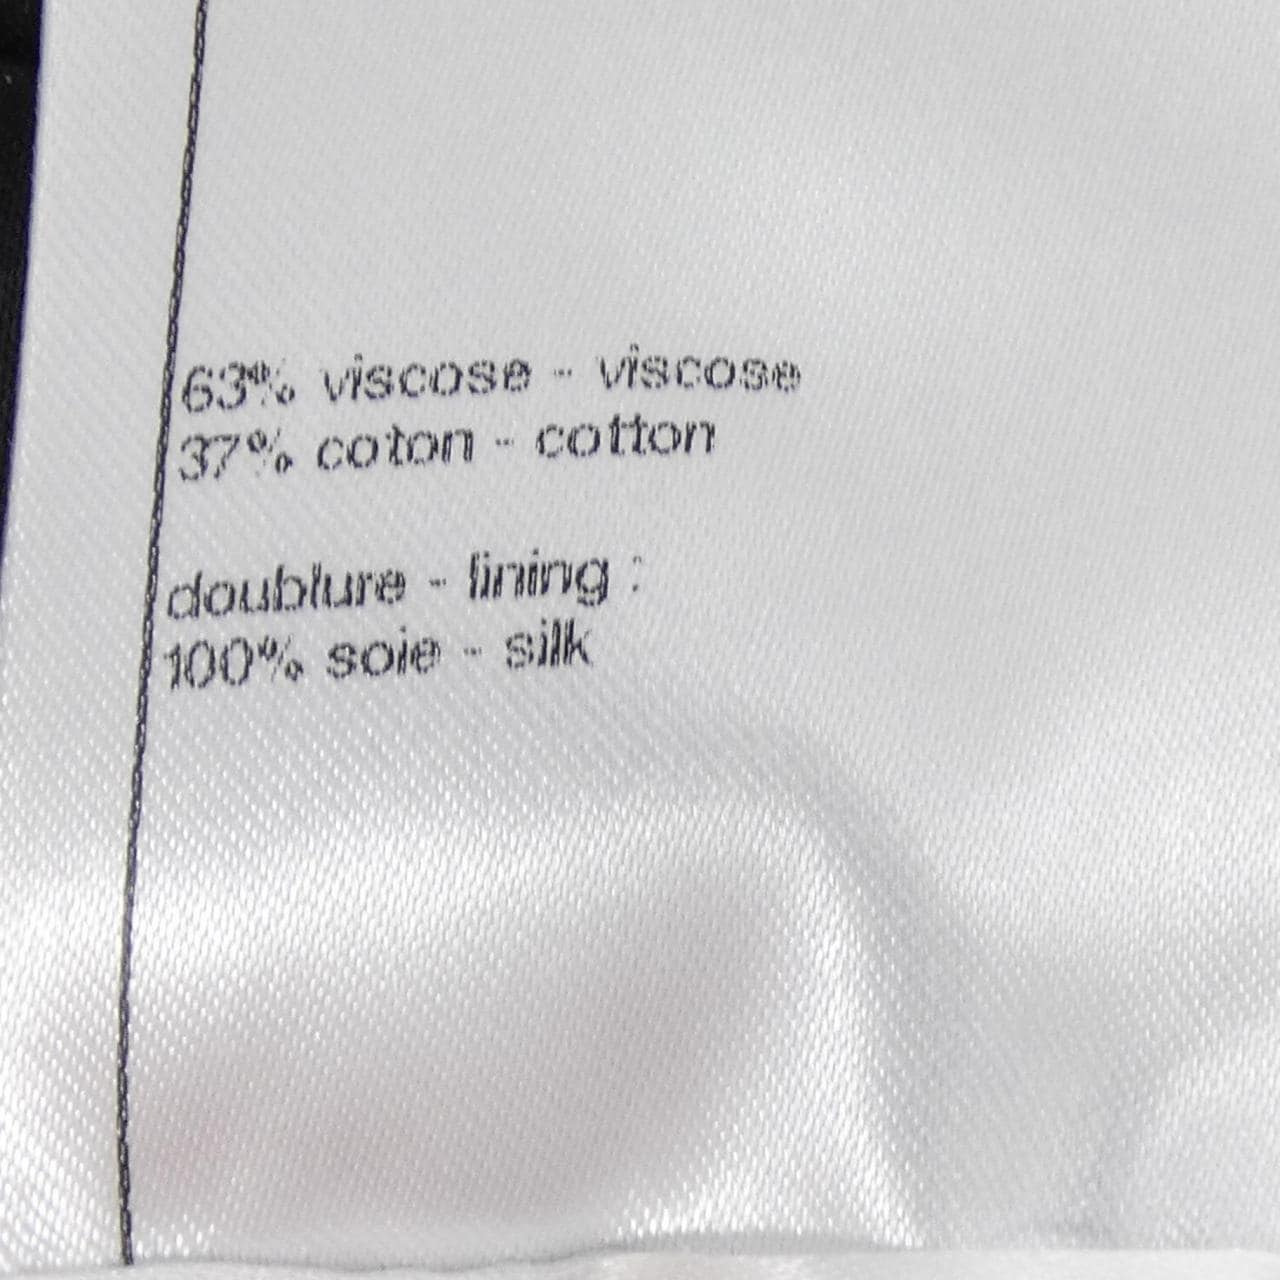 63% viscose - viscose
37% coton - cotton
doublure - lining :
100% soie - silk